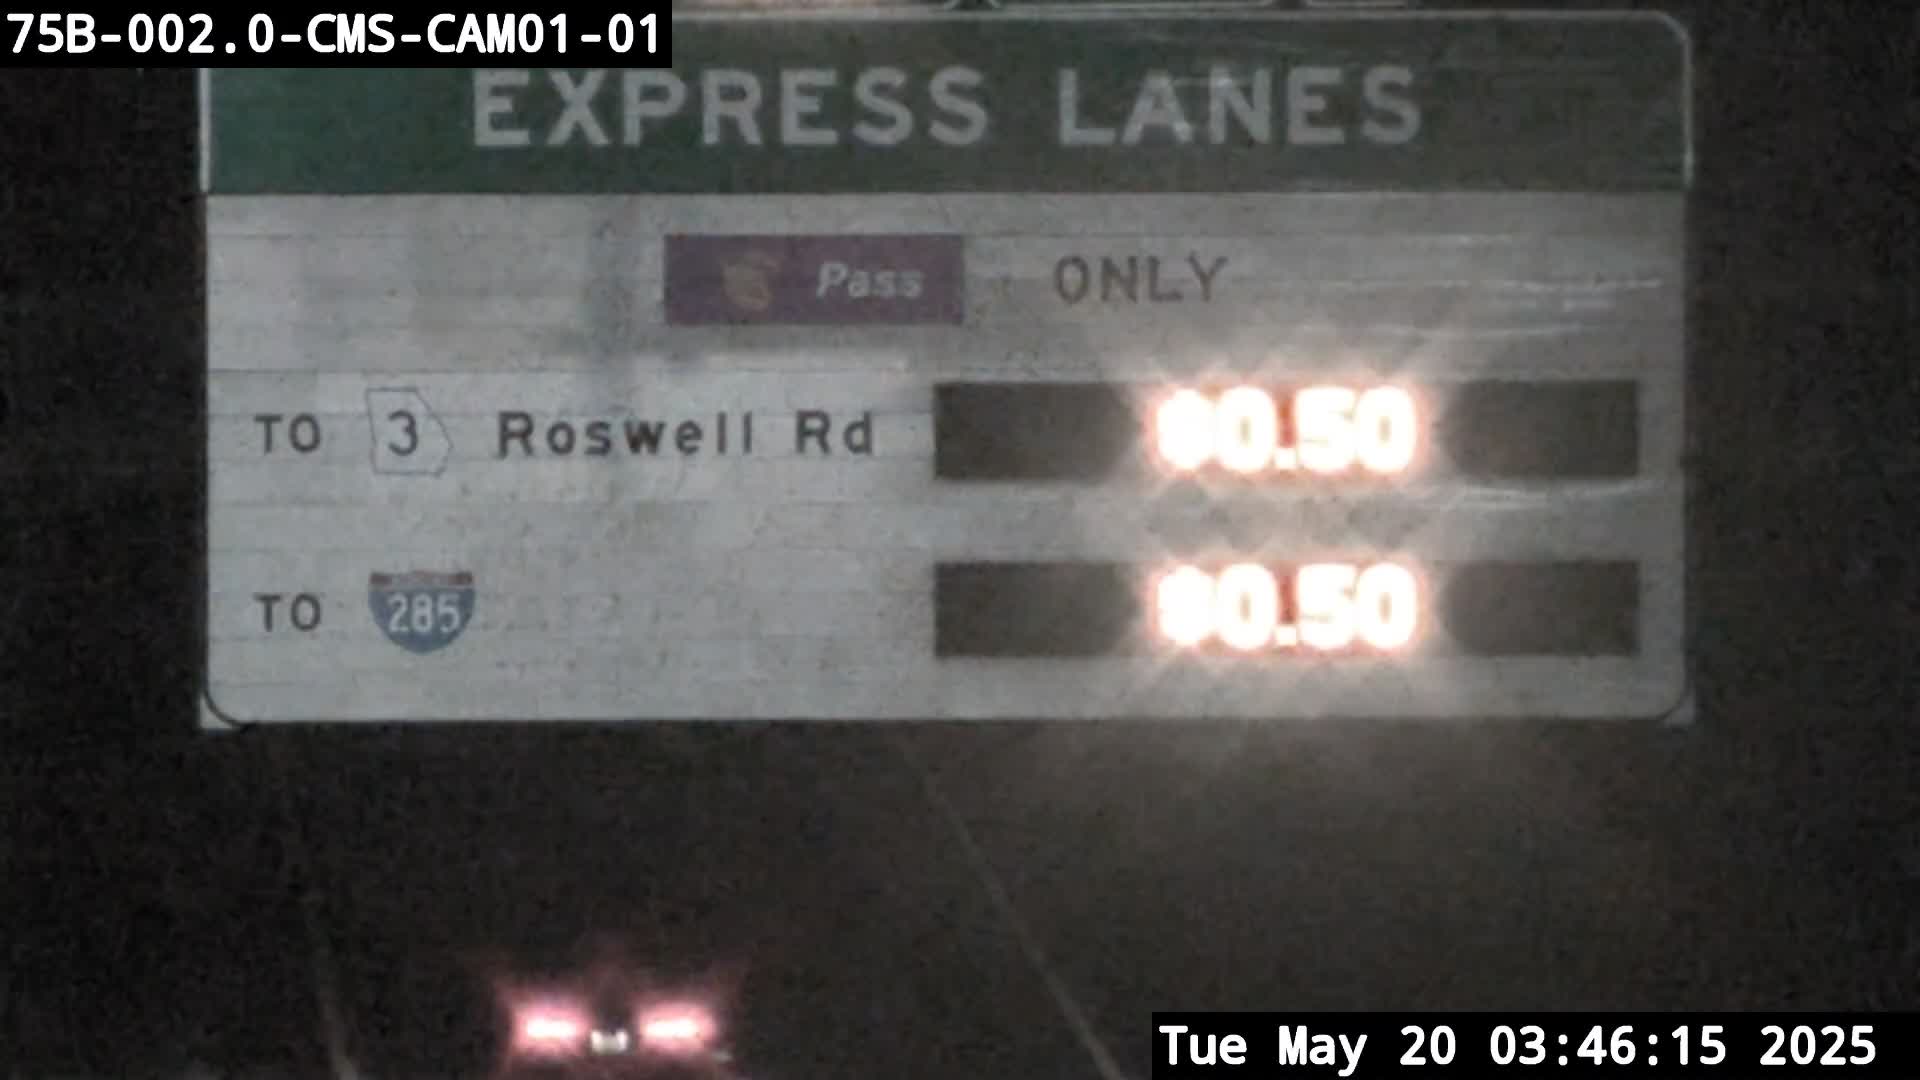 75B-002.0-CMS-CAM01-01
EXPRESS LANES
Pass ONLY
TO 3 Roswell Rd $0.50
TO 285 $0.50
Tue May 20 03:46:15 2025